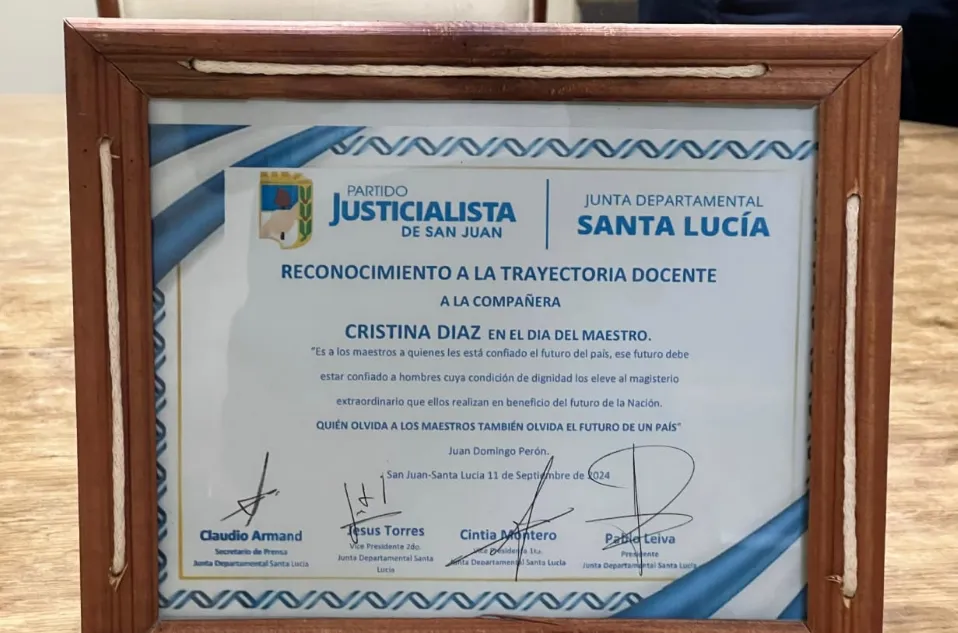 PARTIDO
JUSTICIALISTA
DE SAN JUAN
JUNTA DEPARTAMENTAL
SANTA LUCÍA
RECONOCIMIENTO A LA TRAYECTORIA DOCENTE
A LA COMPAÑERA
CRISTINA DIAZ EN EL DIA DEL MAESTRO.
"Es a los maestros a quienes les está confiado el futuro del país, ese futuro debe
estar confiado a hombres cuya condición de dignidad los eleve al magisterio
extraordinario que ellos realizan en beneficio del futuro de la Nación.
QUIÉN OLVIDA A LOS MAESTROS TAMBIÉN OLVIDA EL FUTURO DE UN PAÍS"
Juan Domingo Perón.
San Juan-Santa Lucia 11 de Septiembre de 2024
Claudio Armand
Secretario de Prensa
Junta Departamental Santa Lucia
Jesus Torres
Vice Presidente 2do.
Junta Departamental Santa
Lucia
Cintia Montero
Vice Presidenta 1ra.
Junta Departamental Santa Lucia
Pablo Leiva
Presidente
Junta Departamental Santa Lucia